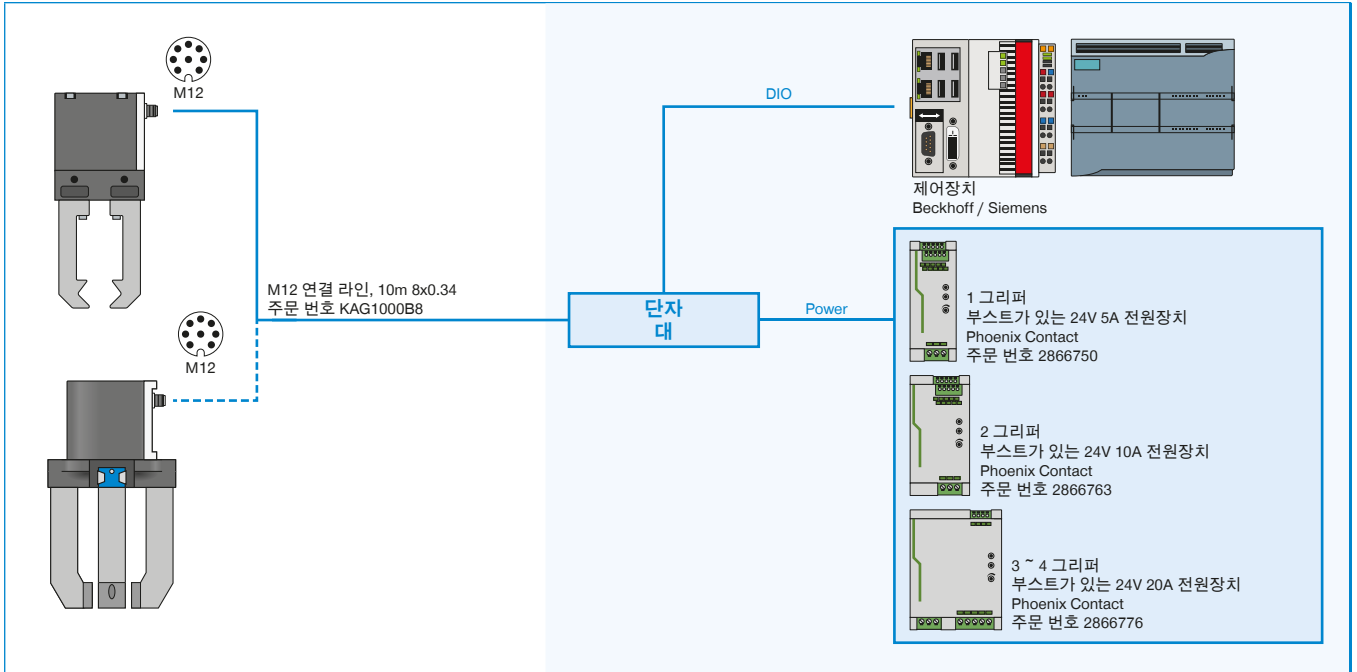 M12
M12 연결 라인, 10m 8x0.34
주문 번호 KAG1000B8
M12
단자
대
DIO
Power
제어장치
Beckhoff / Siemens
1 그리퍼
부스트가 있는 24V 5A 전원장치
Phoenix Contact
주문 번호 2866750
2 그리퍼
부스트가 있는 24V 10A 전원장치
Phoenix Contact
주문 번호 2866763
3 ~ 4 그리퍼
부스트가 있는 24V 20A 전원장치
Phoenix Contact
주문 번호 2866776